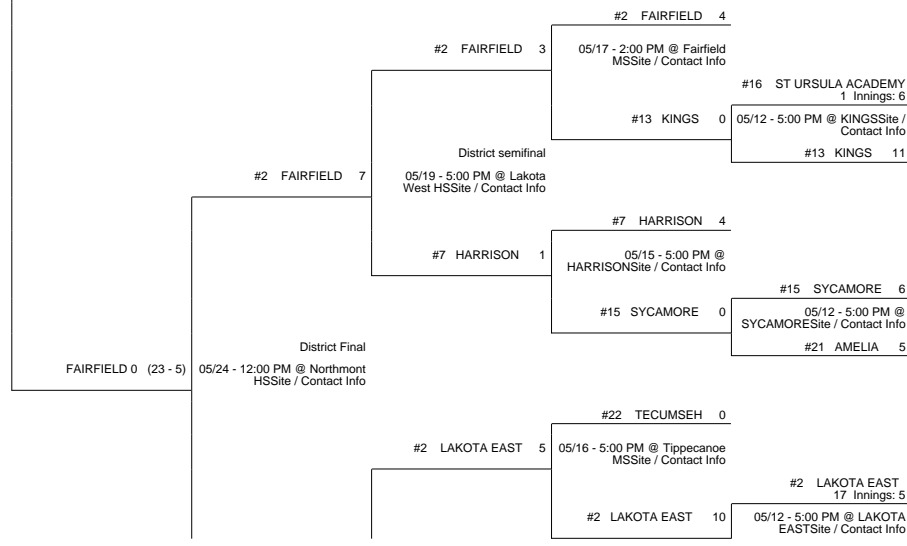 #2 FAIRFIELD 4
#2 FAIRFIELD 3
05/17 - 2:00 PM @ Fairfield
MSSite / Contact Info
#16 ST URSULA ACADEMY
1 Innings: 6
#13 KINGS 0
05/12 - 5:00 PM @ KINGSSite /
Contact Info
#13 KINGS 11
District semifinal
#2 FAIRFIELD 7
05/19 - 5:00 PM @ Lakota
West HSSite / Contact Info
#7 HARRISON 4
#7 HARRISON 1
05/15 - 5:00 PM @
HARRISONSite / Contact Info
#15 SYCAMORE 6
#15 SYCAMORE 0
05/12 - 5:00 PM @
SYCAMORESite / Contact Info
#21 AMELIA 5
District Final
FAIRFIELD 0 (23 - 5)
05/24 - 12:00 PM @ Northmont
HSSite / Contact Info
#22 TECUMSEH 0
#2 LAKOTA EAST 5
05/16 - 5:00 PM @ Tippecanoe
MSSite / Contact Info
#2 LAKOTA EAST
17 Innings: 5
#2 LAKOTA EAST 10
05/12 - 5:00 PM @ LAKOTA
EASTSite / Contact Info